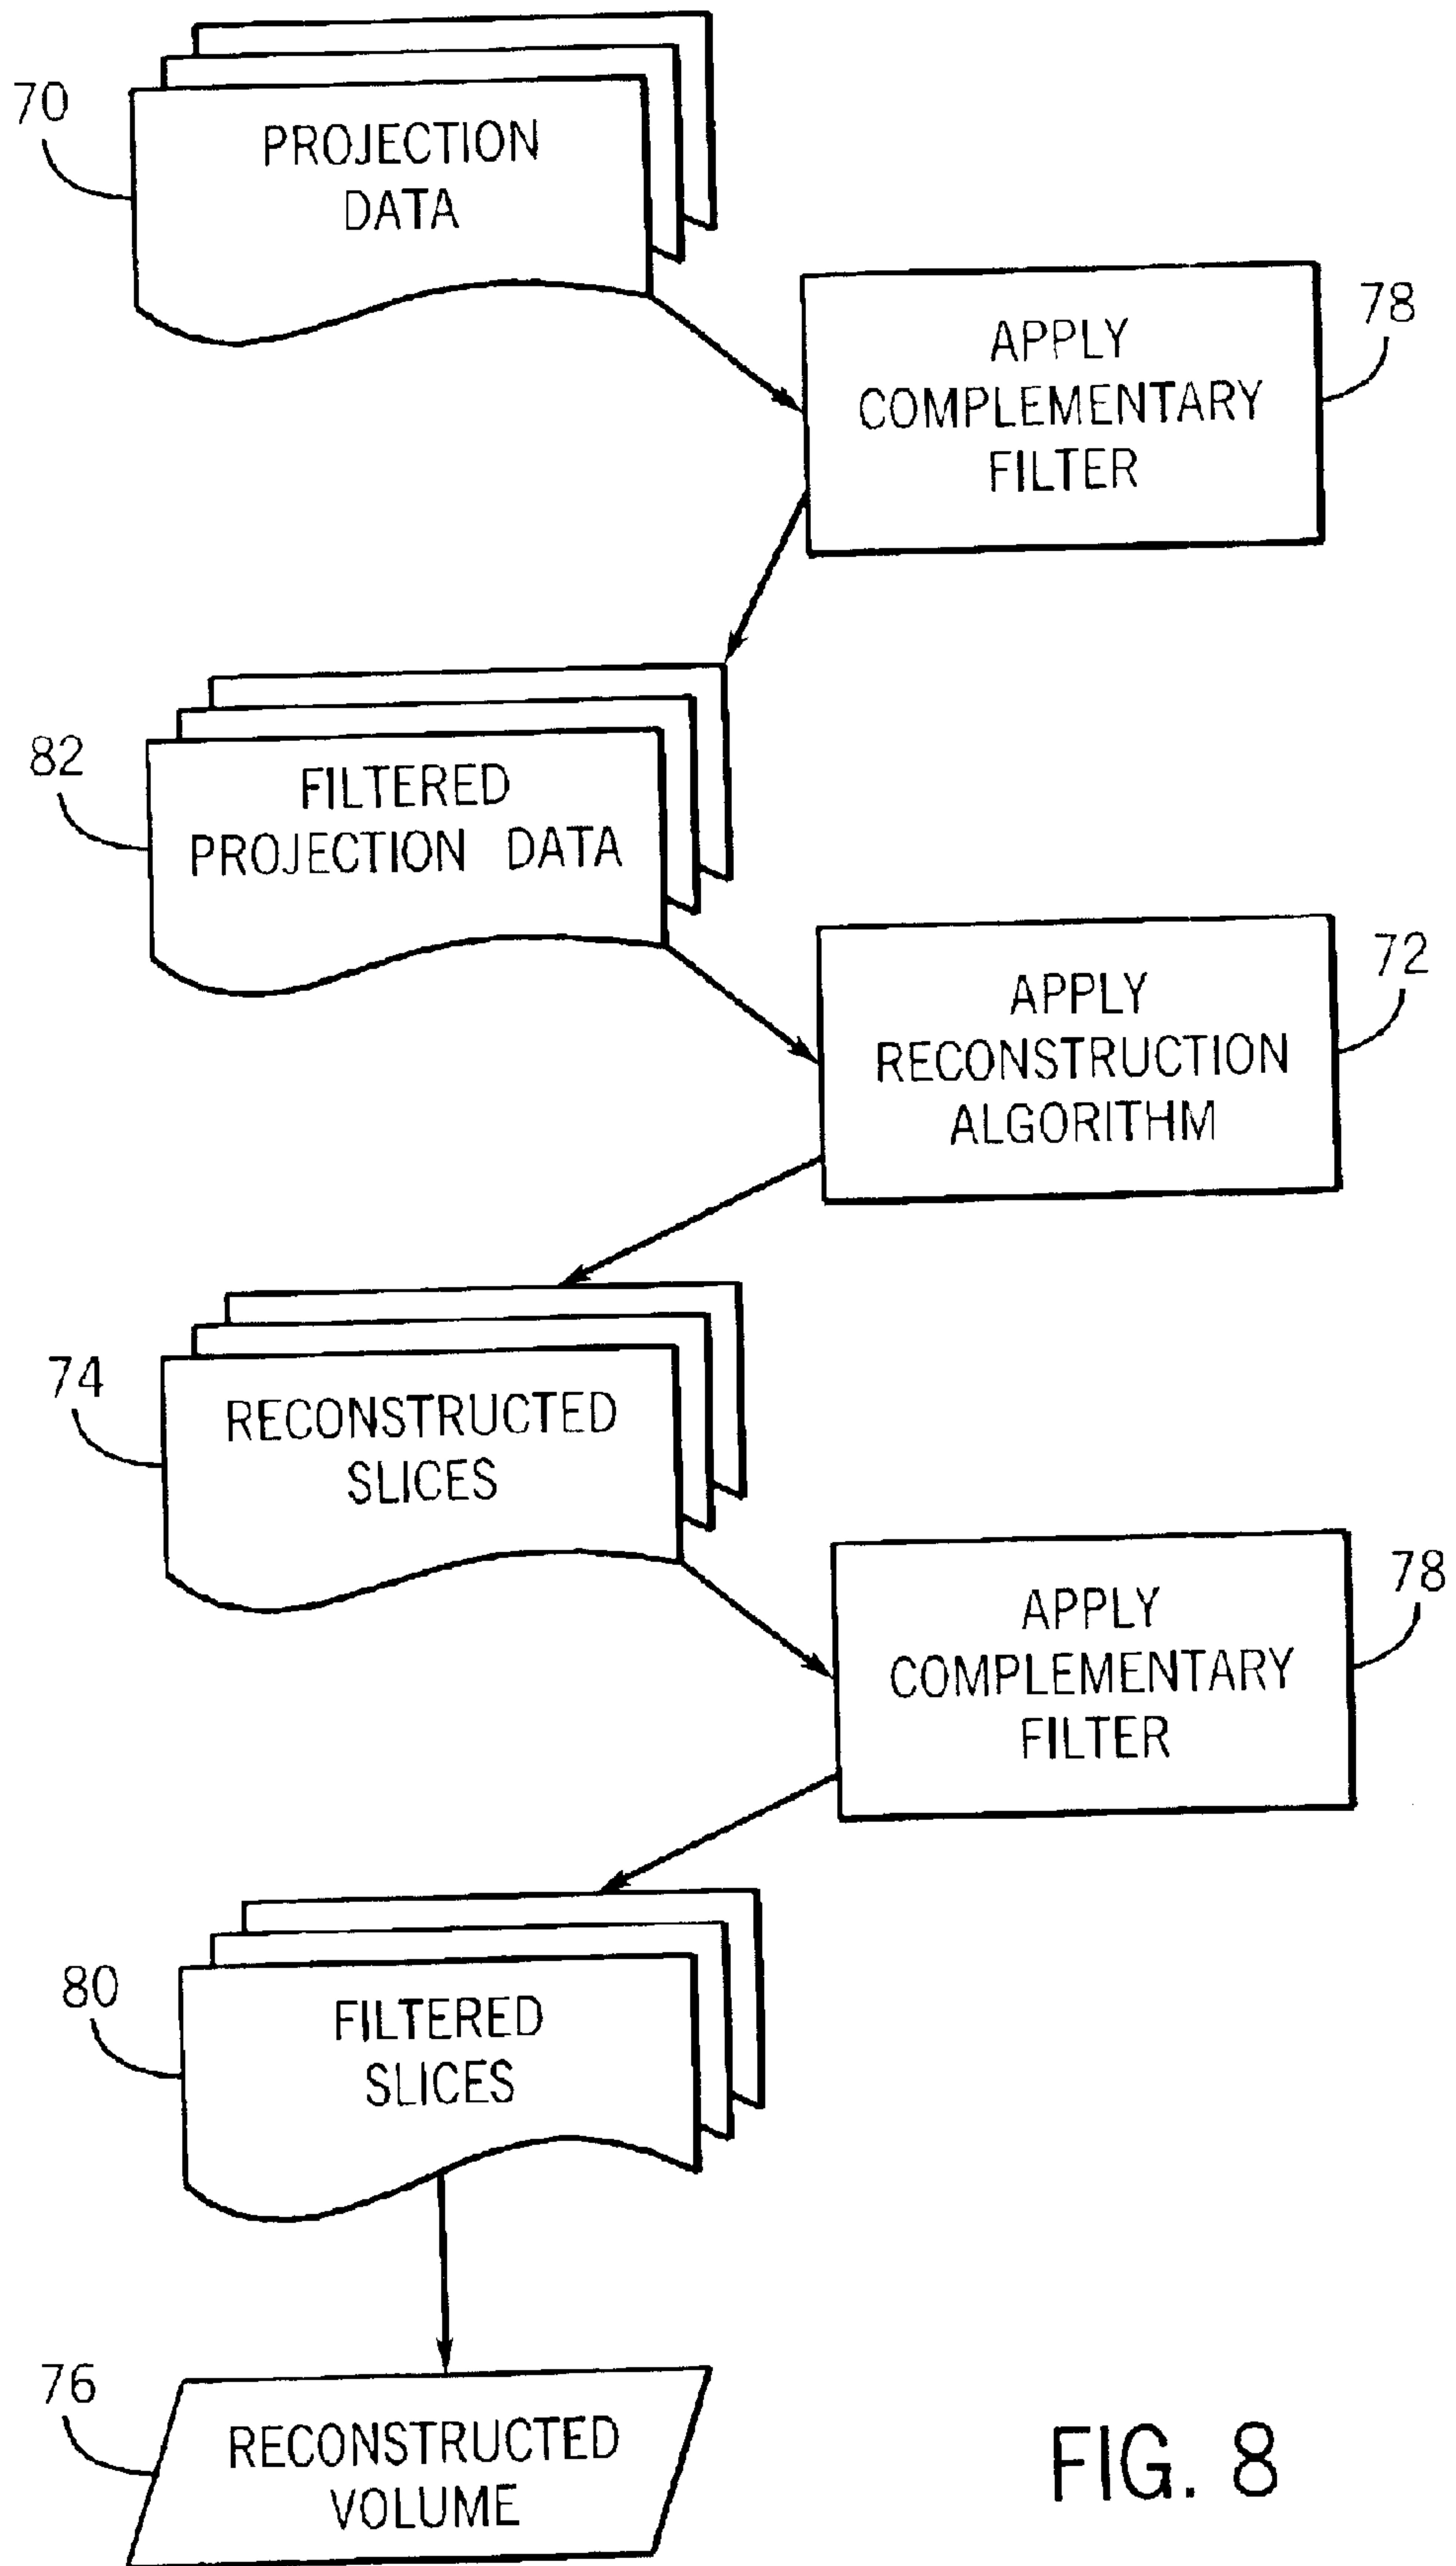 70
PROJECTION
DATA
APPLY
COMPLEMENTARY
FILTER
78
82
FILTERED
PROJECTION DATA
APPLY
RECONSTRUCTION
ALGORITHM
72
74
RECONSTRUCTED
SLICES
APPLY
COMPLEMENTARY
FILTER
78
80
FILTERED
SLICES
76
RECONSTRUCTED
VOLUME
FIG. 8